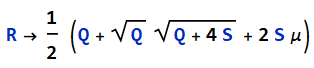 R → 1/2 (Q + √Q √(Q + 4 S) + 2 S μ)